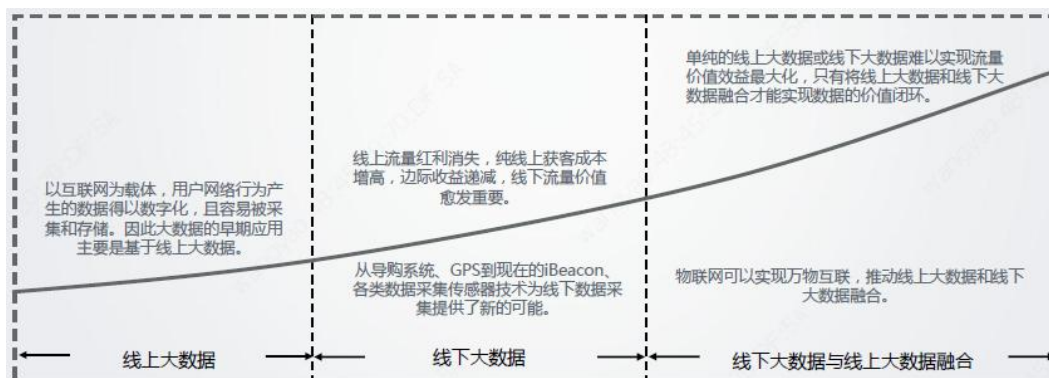 以互联网为载体，用户网络行为产
生的数据得以数字化，且容易被采
集和存储。因此大数据的早期应用
主要是基于线上大数据。
线上流量红利消失，纯线上获客成本
增高，边际收益递减，线下流量价值
愈发重要。
从导购系统、GPS到现在的iBeacon、
各类数据采集传感器技术为线下数据采
集提供了新的可能。
单纯的线上大数据或线下大数据难以实现流量
价值效益最大化，只有将线上大数据和线下大
数据融合才能实现数据的价值闭环。
物联网可以实现万物互联，推动线上大数据和线下
大数据融合。
线上大数据
线下大数据
线下大数据与线上大数据融合